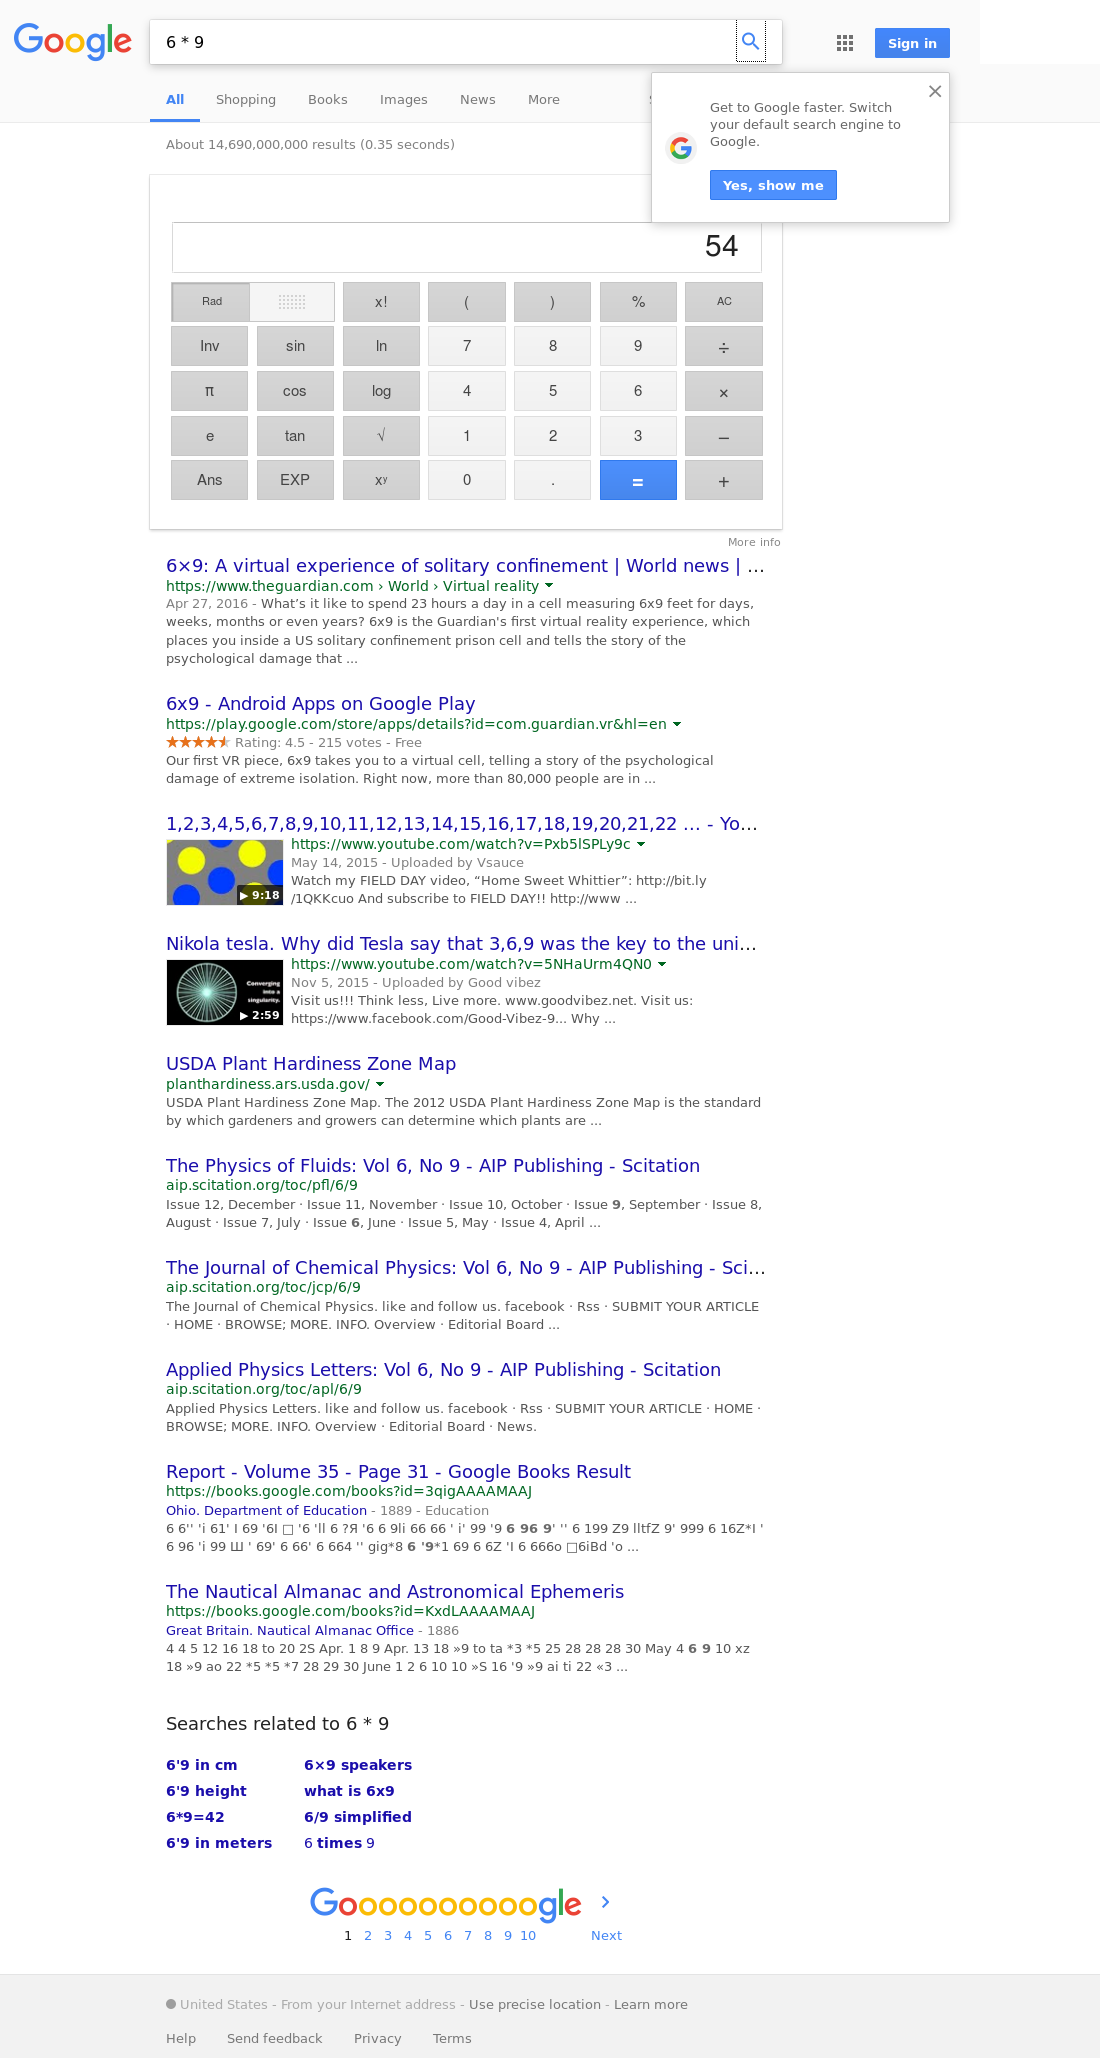 Google
6 * 9
Sign in
All Shopping Books Images News More
Get to Google faster. Switch
your default search engine to
Google.
Yes, show me
About 14,690,000,000 results (0.35 seconds)
54
Rad x! ( ) % AC
Inv sin ln 7 8 9 ÷
π cos log 4 5 6 ×
e tan √ 1 2 3 −
Ans EXP xʸ 0 . = +
More info
6×9: A virtual experience of solitary confinement | World news | ...
https://www.theguardian.com › World › Virtual reality
Apr 27, 2016 - What’s it like to spend 23 hours a day in a cell measuring 6x9 feet for days,
weeks, months or even years? 6x9 is the Guardian's first virtual reality experience, which
places you inside a US solitary confinement prison cell and tells the story of the
psychological damage that ...
6x9 - Android Apps on Google Play
https://play.google.com/store/apps/details?id=com.guardian.vr&hl=en
Rating: 4.5 - 215 votes - Free
Our first VR piece, 6x9 takes you to a virtual cell, telling a story of the psychological
damage of extreme isolation. Right now, more than 80,000 people are in ...
1,2,3,4,5,6,7,8,9,10,11,12,13,14,15,16,17,18,19,20,21,22 ... - Yo...
https://www.youtube.com/watch?v=Pxb5lSPLy9c
May 14, 2015 - Uploaded by Vsauce
Watch my FIELD DAY video, “Home Sweet Whittier”: http://bit.ly
/1QKKcuo And subscribe to FIELD DAY!! http://www ...
▶ 9:18
Nikola tesla. Why did Tesla say that 3,6,9 was the key to the uni...
https://www.youtube.com/watch?v=5NHaUrm4QN0
Nov 5, 2015 - Uploaded by Good vibez
Visit us!!! Think less, Live more. www.goodvibez.net. Visit us:
https://www.facebook.com/Good-Vibez-9... Why ...
Converging
into a
singularity.
▶ 2:59
USDA Plant Hardiness Zone Map
planthardiness.ars.usda.gov/
USDA Plant Hardiness Zone Map. The 2012 USDA Plant Hardiness Zone Map is the standard
by which gardeners and growers can determine which plants are ...
The Physics of Fluids: Vol 6, No 9 - AIP Publishing - Scitation
aip.scitation.org/toc/pfl/6/9
Issue 12, December · Issue 11, November · Issue 10, October · Issue 9, September · Issue 8,
August · Issue 7, July · Issue 6, June · Issue 5, May · Issue 4, April ...
The Journal of Chemical Physics: Vol 6, No 9 - AIP Publishing - Sci...
aip.scitation.org/toc/jcp/6/9
The Journal of Chemical Physics. like and follow us. facebook · Rss · SUBMIT YOUR ARTICLE
· HOME · BROWSE; MORE. INFO. Overview · Editorial Board ...
Applied Physics Letters: Vol 6, No 9 - AIP Publishing - Scitation
aip.scitation.org/toc/apl/6/9
Applied Physics Letters. like and follow us. facebook · Rss · SUBMIT YOUR ARTICLE · HOME ·
BROWSE; MORE. INFO. Overview · Editorial Board · News.
Report - Volume 35 - Page 31 - Google Books Result
https://books.google.com/books?id=3qigAAAAMAAJ
Ohio. Department of Education - 1889 - Education
6 6'' 'i 61' I 69 '6I □ '6 'll 6 ?Я '6 6 9li 66 66 ' i' 99 '9 6 96 9' '' 6 199 Z9 lltfZ 9' 999 6 16Z*I '
6 96 'i 99 Ш ' 69' 6 66' 6 664 '' gig*8 6 '9*1 69 6 6Z 'I 6 666o □6iBd 'o ...
The Nautical Almanac and Astronomical Ephemeris
https://books.google.com/books?id=KxdLAAAAMAAJ
Great Britain. Nautical Almanac Office - 1886
4 4 5 12 16 18 to 20 2S Apr. 1 8 9 Apr. 13 18 »9 to ta *3 *5 25 28 28 28 30 May 4 6 9 10 xz
18 »9 ao 22 *5 *5 *7 28 29 30 June 1 2 6 10 10 »S 16 '9 »9 ai ti 22 «3 ...
Searches related to 6 * 9
6'9 in cm 6×9 speakers
6'9 height what is 6x9
6*9=42 6/9 simplified
6'9 in meters 6 times 9
Goooooooooogle >
1 2 3 4 5 6 7 8 9 10 Next
United States - From your Internet address - Use precise location - Learn more
Help Send feedback Privacy Terms